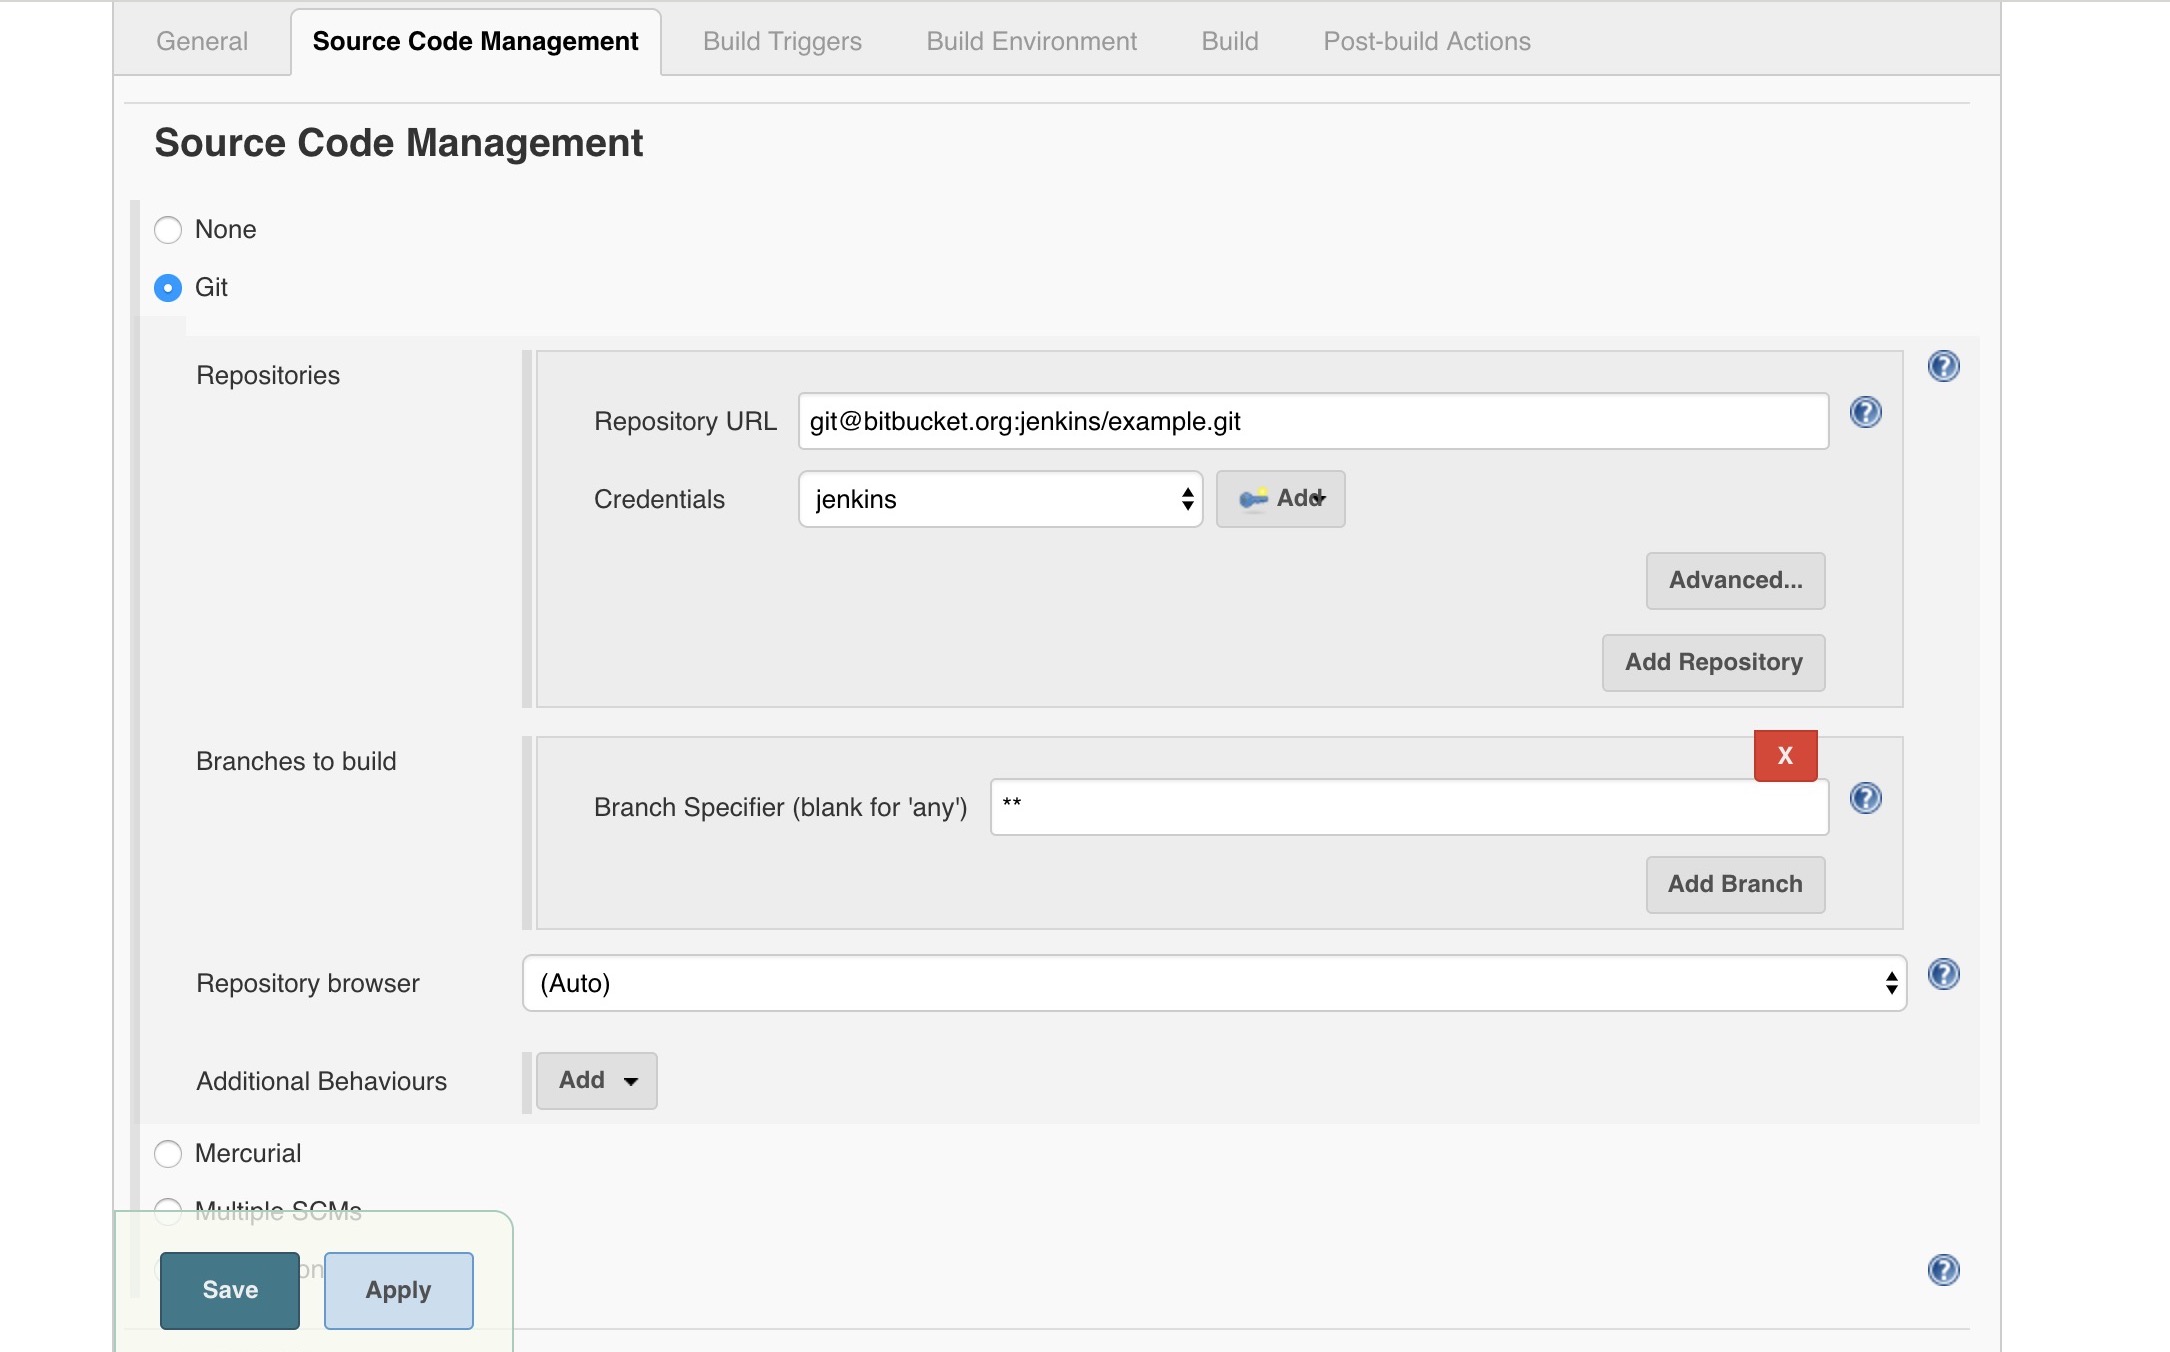 General Source Code Management Build Triggers Build Environment Build Post-build Actions
Source Code Management
None
Git
Repositories
Repository URL git@bitbucket.org:jenkins/example.git
Credentials jenkins Add
Advanced...
Add Repository
Branches to build
X
Branch Specifier (blank for 'any') **
Add Branch
Repository browser (Auto)
Additional Behaviours Add
Mercurial
Multiple SCMs
Save Apply